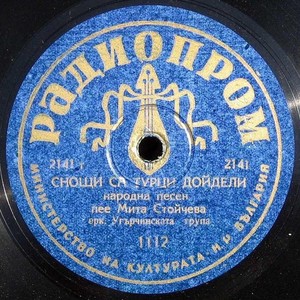 РАДИОПРОМ
2141 2141
СНОЩИ СА ТУРЦИ ДОЙДЕЛИ
народна песен
пее Мита Стойчева
орк. Угърчинската група
1112
МИНИСТЕРСТВО НА КУЛТУРАТА Н.Р. БЪЛГАРИЯ